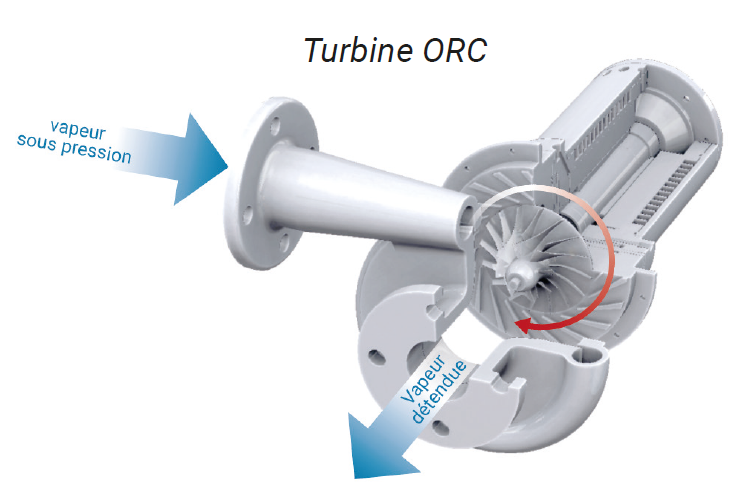 Turbine ORC
vapeur
sous pression
Vapeur
détendue